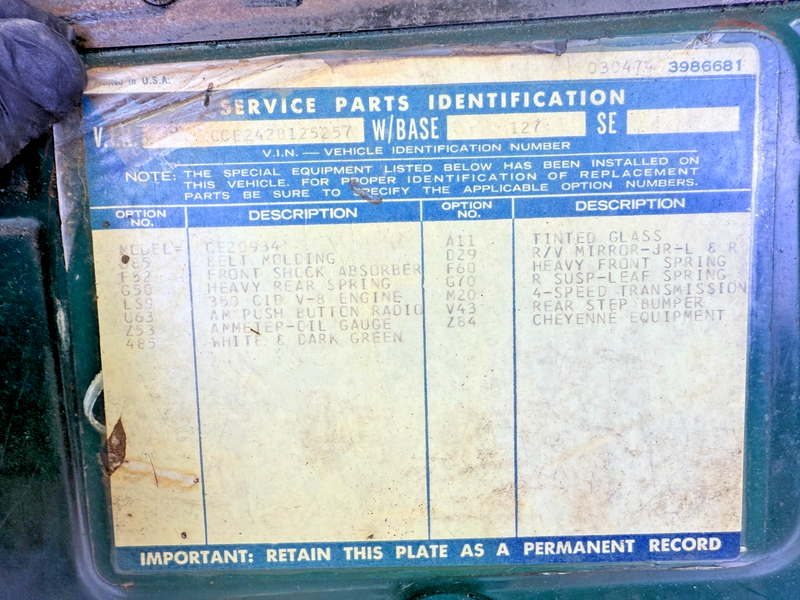 in U.S.A. 030474 3986681
SERVICE PARTS IDENTIFICATION
V.I.N. CCE242B125257 W/BASE 127 SE
V.I.N. — VEHICLE IDENTIFICATION NUMBER
NOTE: THE SPECIAL EQUIPMENT LISTED BELOW HAS BEEN INSTALLED ON
THIS VEHICLE. FOR PROPER IDENTIFICATION OF REPLACEMENT
PARTS BE SURE TO SPECIFY THE APPLICABLE OPTION NUMBERS.
OPTION NO. DESCRIPTION OPTION NO. DESCRIPTION
MODEL= CE20934
BELT MOLDING
F62 FRONT SHOCK ABSORBER
G50 HEAVY REAR SPRING
LS9 350 CID V-8 ENGINE
U63 AM PUSH BUTTON RADIO
Z53 AMMETER-OIL GAUGE
485 WHITE & DARK GREEN
A11 TINTED GLASS
D29 R/V MIRROR-JR-L & R
F60 HEAVY FRONT SPRING
G70 R SUSP-LEAF SPRING
M20 4-SPEED TRANSMISSION
V43 REAR STEP BUMPER
Z84 CHEYENNE EQUIPMENT
IMPORTANT: RETAIN THIS PLATE AS A PERMANENT RECORD